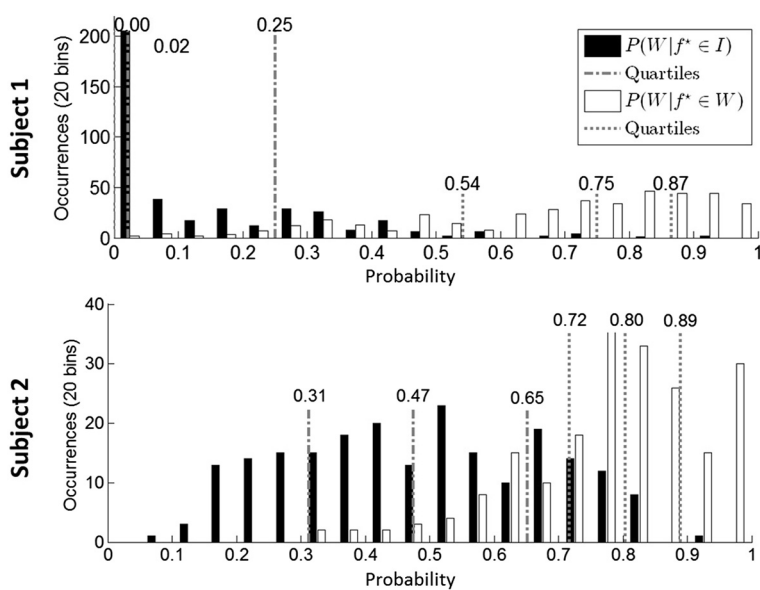 Subject 1
Occurrences (20 bins)
200
150
100
50
0
0.00
0.02
0.25
0.54
0.75
0.87
P(W|f* ∈ I)
Quartiles
P(W|f* ∈ W)
Quartiles
0 0.1 0.2 0.3 0.4 0.5 0.6 0.7 0.8 0.9 1
Probability
Subject 2
Occurrences (20 bins)
40
30
20
10
0
0.31
0.47
0.65
0.72
0.80
0.89
0 0.1 0.2 0.3 0.4 0.5 0.6 0.7 0.8 0.9 1
Probability